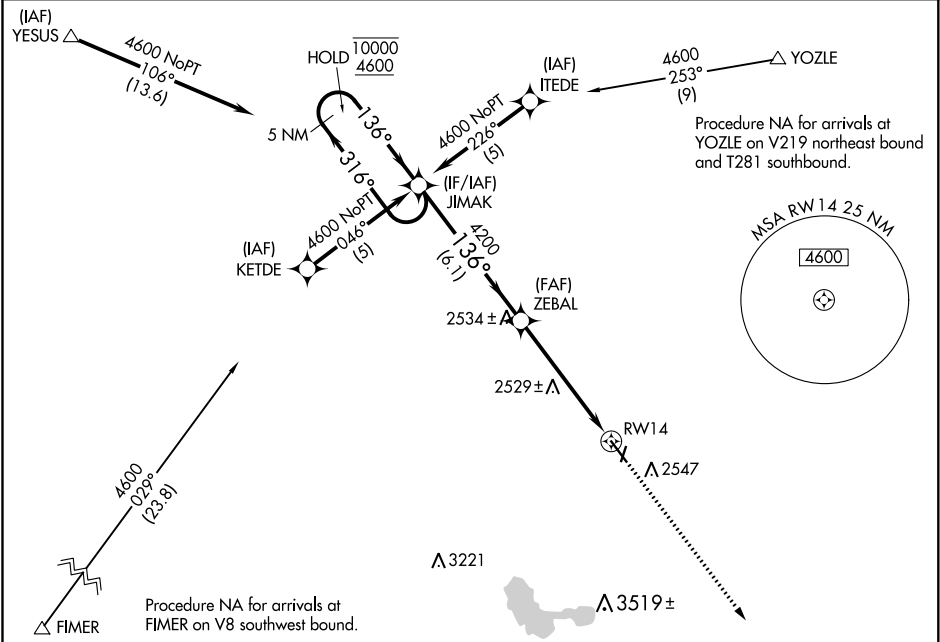 (IAF)
YESUS
4600 NoPT
106°
(13.6)
HOLD
10000
4600
5 NM
136°
316°
(IAF)
ITEDE
4600 NoPT
226°
(5)
4600
253°
(9)
YOZLE
Procedure NA for arrivals at
YOZLE on V219 northeast bound
and T281 southbound.
(IF/IAF)
JIMAK
4600 NoPT
046°
(5)
(IAF)
KETDE
4200
136°
(6.1)
(FAF)
ZEBAL
2534 ±
2529 ±
RW14
2547
MSA RW14 25 NM
4600
4600
029°
(23.8)
FIMER
Procedure NA for arrivals at
FIMER on V8 southwest bound.
3221
3519 ±